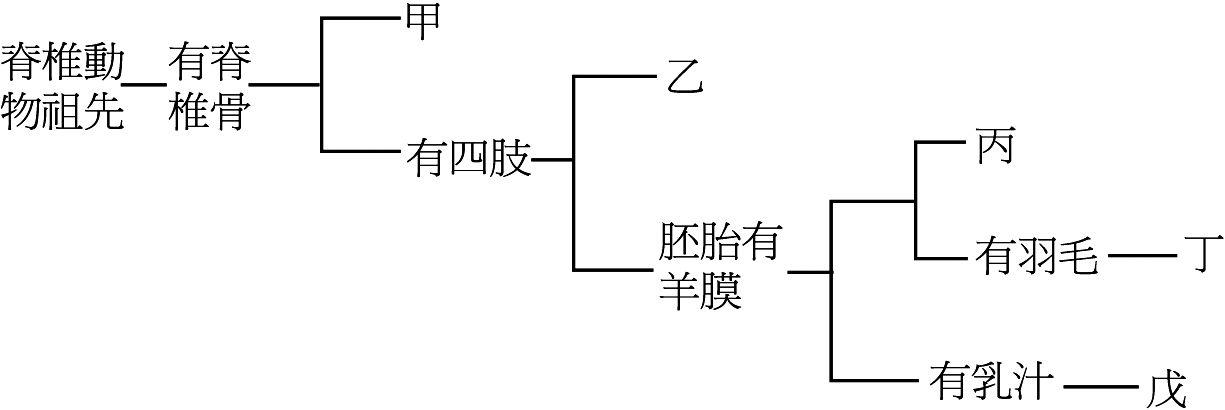 脊椎動
物祖先
有脊
椎骨
甲
有四肢
乙
胚胎有
羊膜
丙
有羽毛
丁
有乳汁
戊